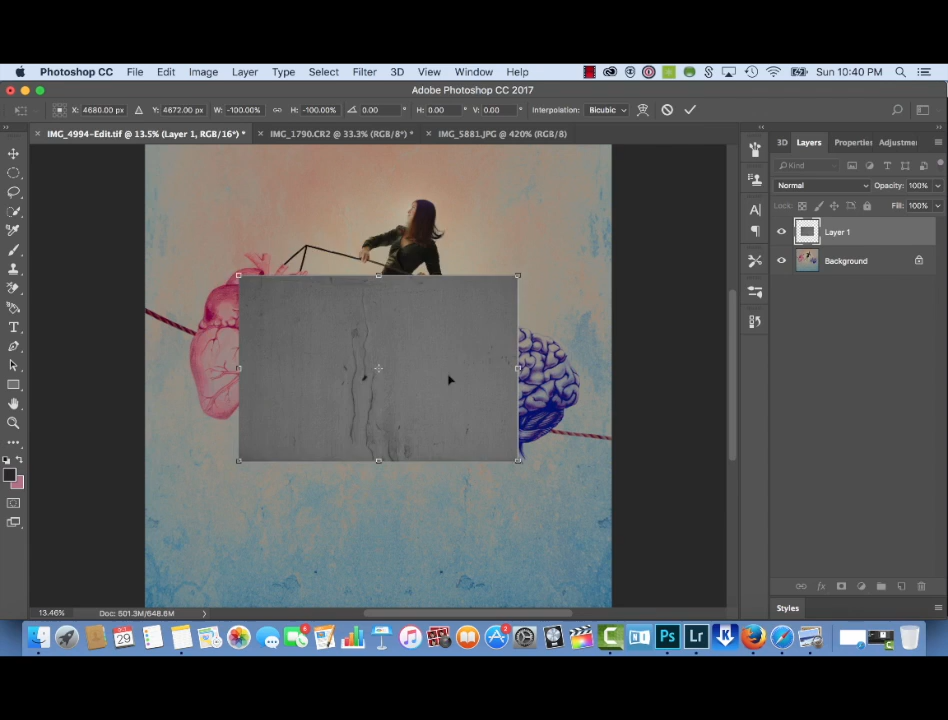 Photoshop CC File Edit Image Layer Type Select Filter 3D View Window Help Sun 10:40 PM
Adobe Photoshop CC 2017
X: 4680.00 px Y: 4672.00 px W: -100.00% H: -100.00% 0.00 ° H: 0.00 ° V: 0.00 ° Interpolation: Bicubic
IMG_4994-Edit.tif @ 13.5% (Layer 1, RGB/16*) * IMG_1790.CR2 @ 33.3% (RGB/8*) * IMG_5881.JPG @ 420% (RGB/8)
3D Layers Properties Adjustme
Kind
Normal Opacity: 100%
Lock: Fill: 100%
Layer 1
Background
13.46% Doc: 501.3M/648.6M
Styles
29
Ps Lr K